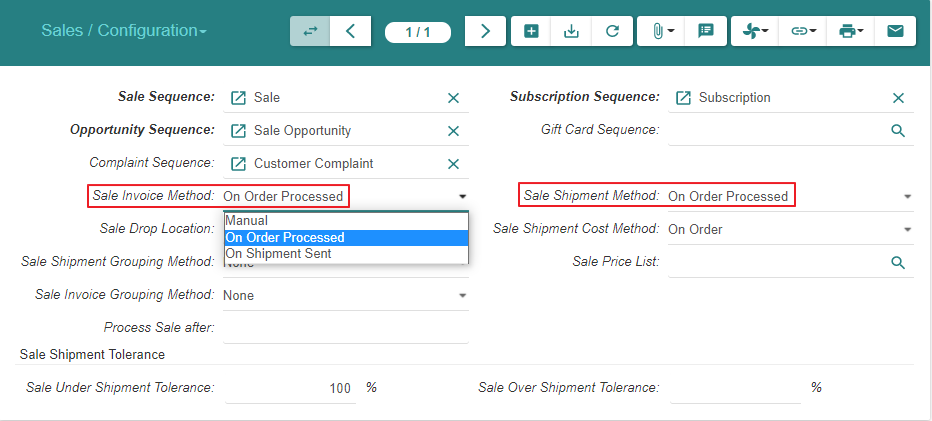 Sales / Configuration
1 / 1
Sale Sequence: Sale
Subscription Sequence: Subscription
Opportunity Sequence: Sale Opportunity
Gift Card Sequence:
Complaint Sequence: Customer Complaint
Sale Invoice Method: On Order Processed
Sale Shipment Method: On Order Processed
Manual
On Order Processed
On Shipment Sent
Sale Drop Location:
Sale Shipment Cost Method: On Order
Sale Shipment Grouping Method: None
Sale Price List:
Sale Invoice Grouping Method: None
Process Sale after:
Sale Shipment Tolerance
Sale Under Shipment Tolerance: 100 %
Sale Over Shipment Tolerance: %